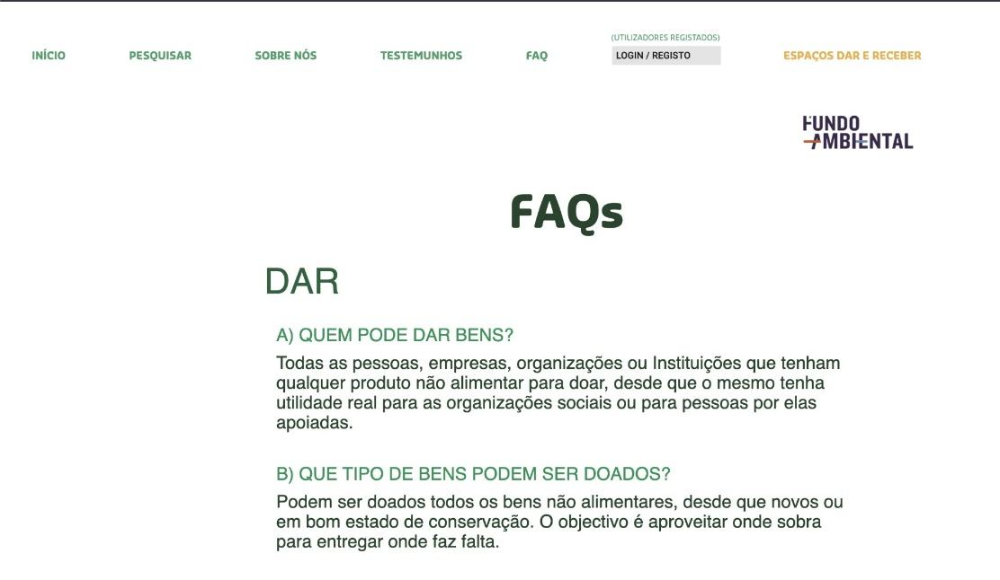 (UTILIZADORES REGISTADOS)
INÍCIO PESQUISAR SOBRE NÓS TESTEMUNHOS FAQ LOGIN / REGISTO ESPAÇOS DAR E RECEBER
FUNDO
AMBIENTAL
FAQs
DAR
A) QUEM PODE DAR BENS?
Todas as pessoas, empresas, organizações ou Instituições que tenham
qualquer produto não alimentar para doar, desde que o mesmo tenha
utilidade real para as organizações sociais ou para pessoas por elas
apoiadas.
B) QUE TIPO DE BENS PODEM SER DOADOS?
Podem ser doados todos os bens não alimentares, desde que novos ou
em bom estado de conservação. O objectivo é aproveitar onde sobra
para entregar onde faz falta.